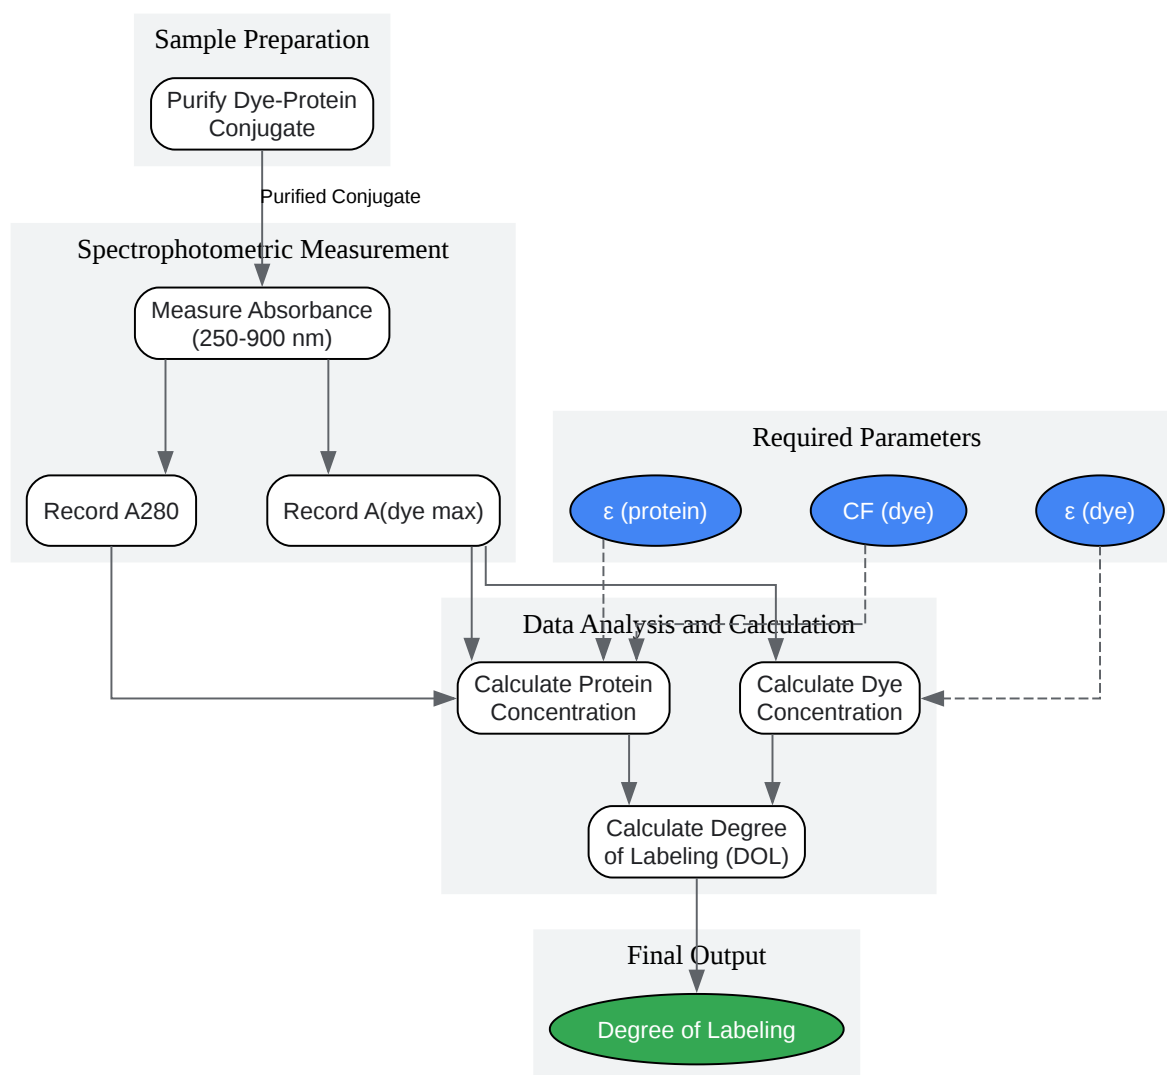 Sample Preparation
Purify Dye-Protein
Conjugate
Purified Conjugate
Spectrophotometric Measurement
Measure Absorbance
(250-900 nm)
Record A280
Record A(dye max)
Required Parameters
ε (protein)
CF (dye)
ε (dye)
Data Analysis and Calculation
Calculate Protein
Concentration
Calculate Dye
Concentration
Calculate Degree
of Labeling (DOL)
Final Output
Degree of Labeling